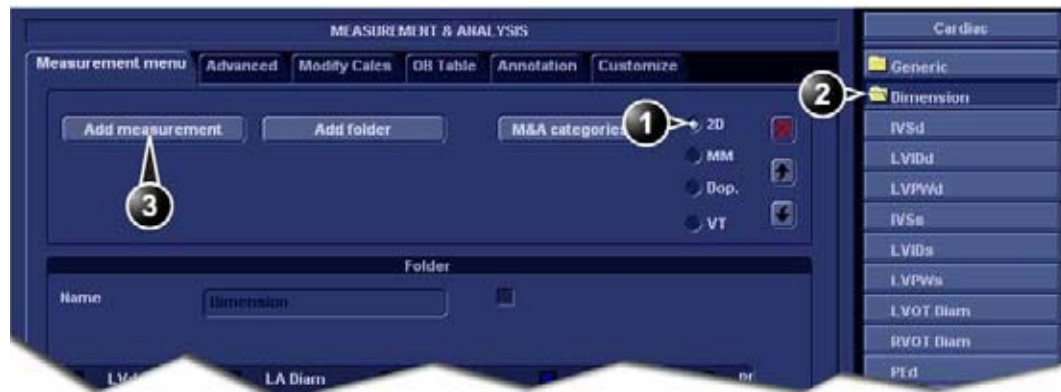 MEASUREMENT & ANALYSIS
Measurement menu Advanced Modify Calcs OB Table Annotation Customize
Add measurement Add folder M&A categories
1 2D
MM
Dop.
VT
3
Folder
Name Dimension
LA Diam
Cardiac
Generic
2 Dimension
IVSd
LVIDd
LVPWd
IVSs
LVIDs
LVPWs
LVOT Diam
RVOT Diam
PEd